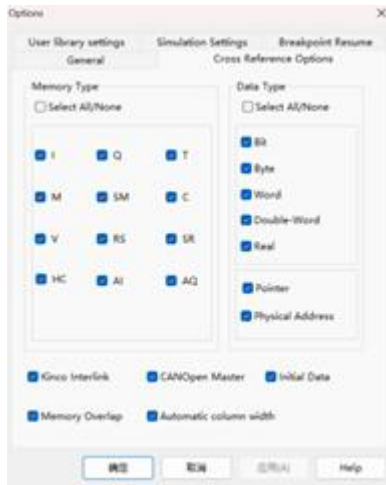 Options
User library settings Simulation Settings Breakpoint Resume
General Cross Reference Options
Memory Type Data Type
Select All/None Select All/None
I Q T Bit
Byte
M SM C Word
Double-Word
V RS SR Real
HC AI AQ Pointer
Physical Address
Kinco Interlink CANOpen Master Initial Data
Memory Overlap Automatic column width
确定 取消 应用(A) Help